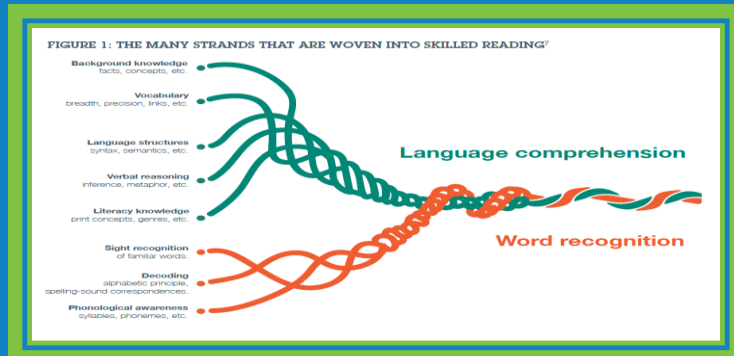 FIGURE 1: THE MANY STRANDS THAT ARE WOVEN INTO SKILLED READING⁷
Background knowledge
facts, concepts, etc.
Vocabulary
breadth, precision, links, etc.
Language structures
syntax, semantics, etc.
Verbal reasoning
inference, metaphor, etc.
Literacy knowledge
print concepts, genres, etc.
Language comprehension
Sight recognition
of familiar words.
Decoding
alphabetic principle,
spelling-sound correspondences.
Phonological awareness
syllables, phonemes, etc.
Word recognition